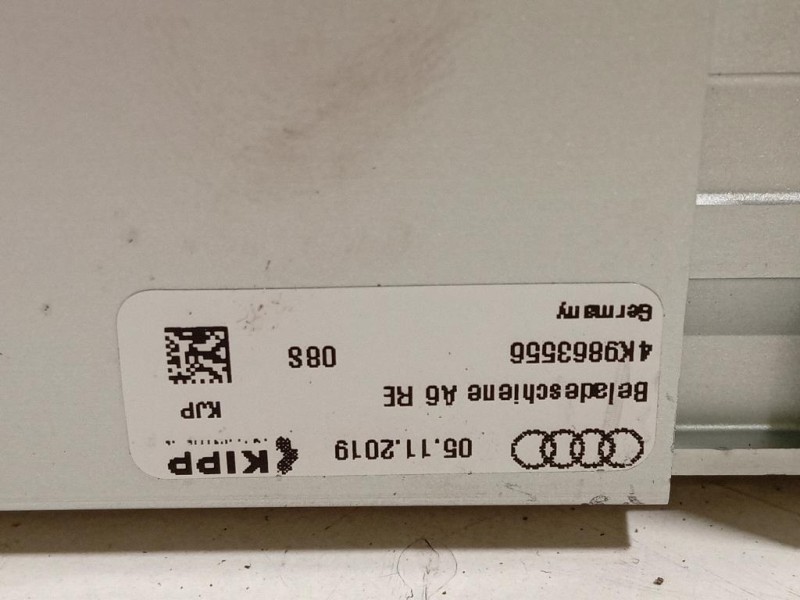 05.11.2019 KIPP
KJP
Beladeschiene A6 RE
4K9863556 08S
Germany